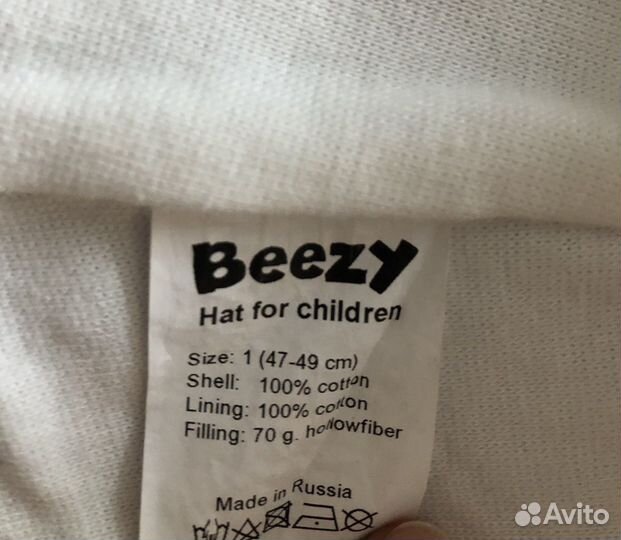 Beezy
Hat for children
Size: 1 (47-49 cm)
Shell: 100% cotton
Lining: 100% cotton
Filling: 70 g. hollowfiber
Made in Russia
Avito